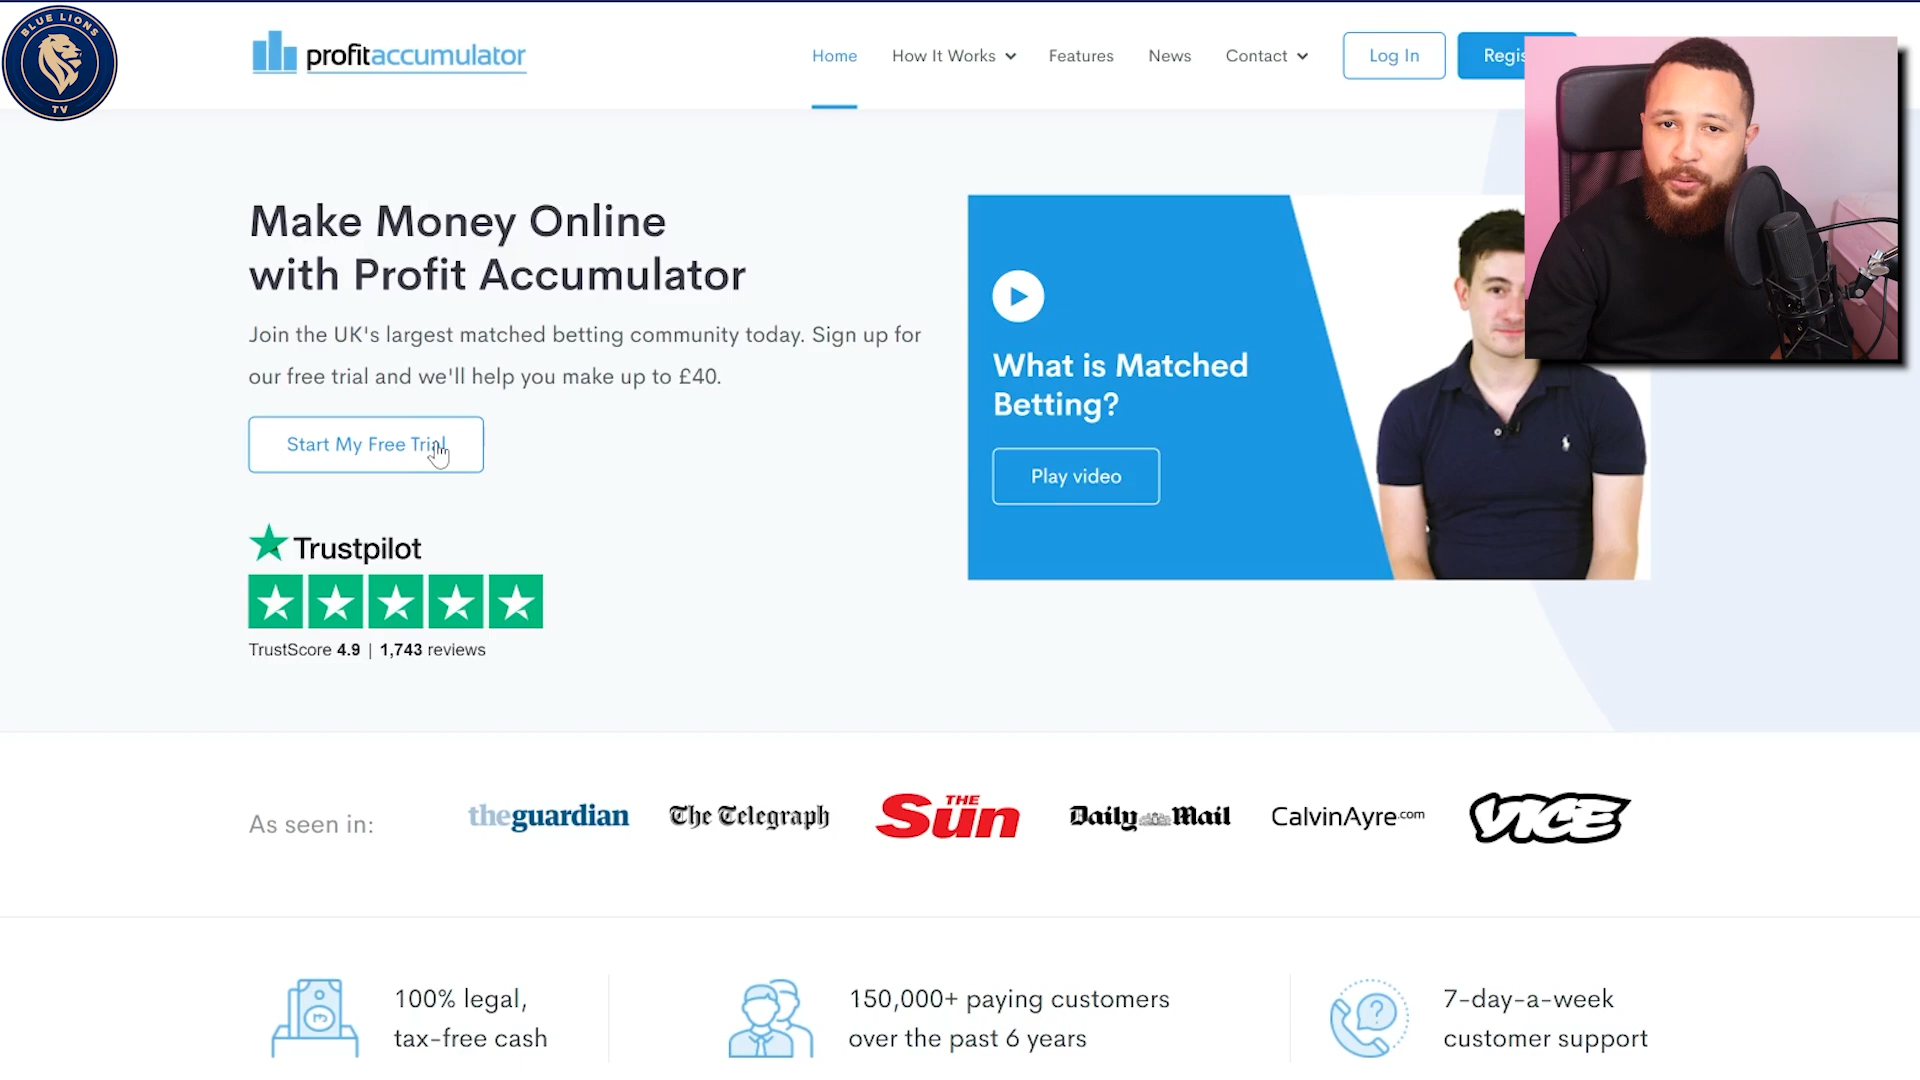 BLUE LIONS
TV
profitaccumulator
Home
How It Works
Features
News
Contact
Log In
Regis
Make Money Online
with Profit Accumulator
Join the UK's largest matched betting community today. Sign up for
our free trial and we'll help you make up to £40.
Start My Free Trial
Trustpilot
TrustScore 4.9 | 1,743 reviews
What is Matched
Betting?
Play video
As seen in:
theguardian
The Telegraph
THE Sun
Daily Mail
CalvinAyre.com
VICE
100% legal,
tax-free cash
150,000+ paying customers
over the past 6 years
7-day-a-week
customer support